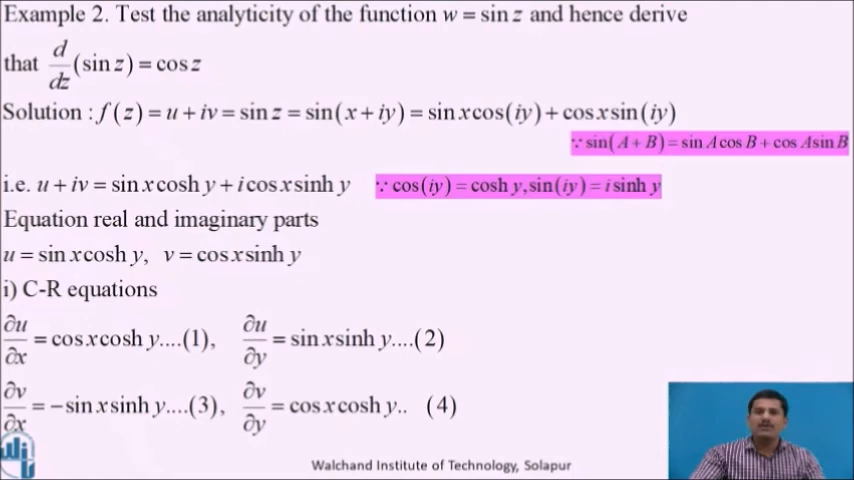 Example 2. Test the analyticity of the function w = sin z and hence derive
that d/dz (sin z) = cos z
Solution : f(z) = u + iv = sin z = sin(x + iy) = sin x cos(iy) + cos x sin(iy)
∵ sin(A + B) = sin A cos B + cos A sin B
i.e. u + iv = sin x cosh y + i cos x sinh y ∵ cos(iy) = cosh y, sin(iy) = i sinh y
Equation real and imaginary parts
u = sin x cosh y, v = cos x sinh y
i) C-R equations
∂u/∂x = cos x cosh y....(1), ∂u/∂y = sin x sinh y....(2)
∂v/∂x = −sin x sinh y....(3), ∂v/∂y = cos x cosh y.. (4)
Walchand Institute of Technology, Solapur